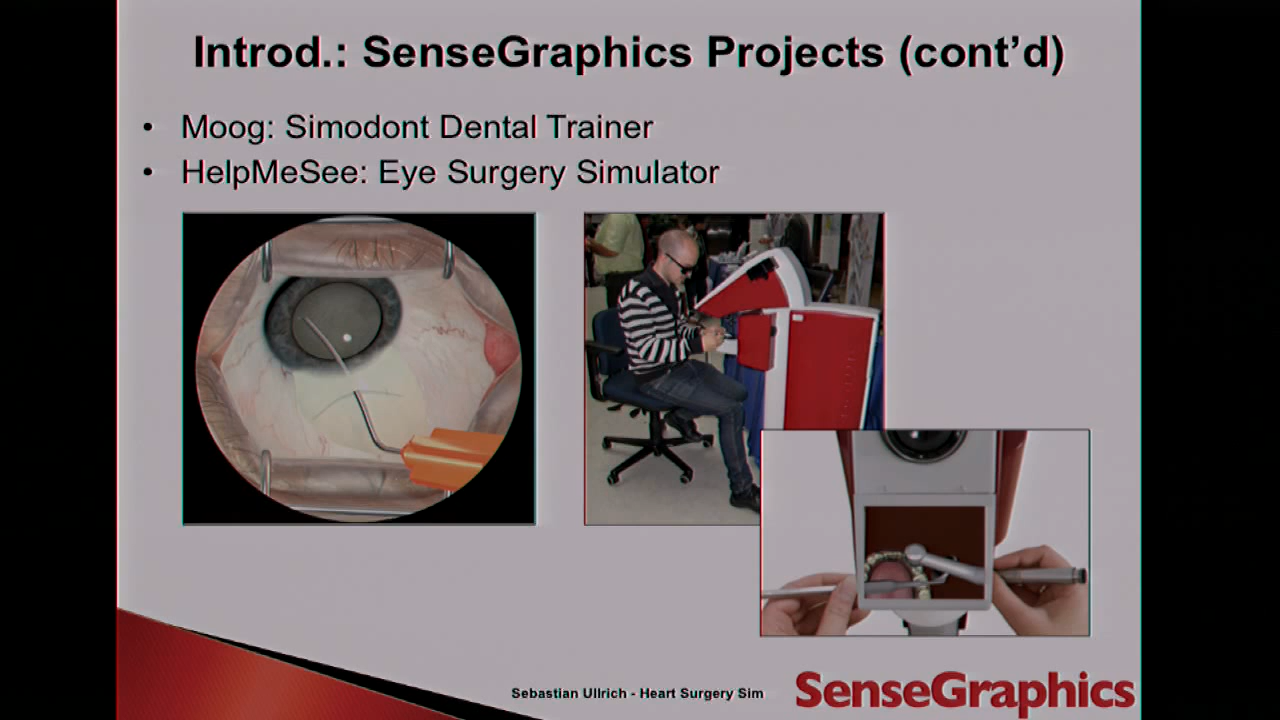 Introd.: SenseGraphics Projects (cont’d)
• Moog: Simodont Dental Trainer
• HelpMeSee: Eye Surgery Simulator
Sebastian Ullrich - Heart Surgery Sim
SenseGraphics